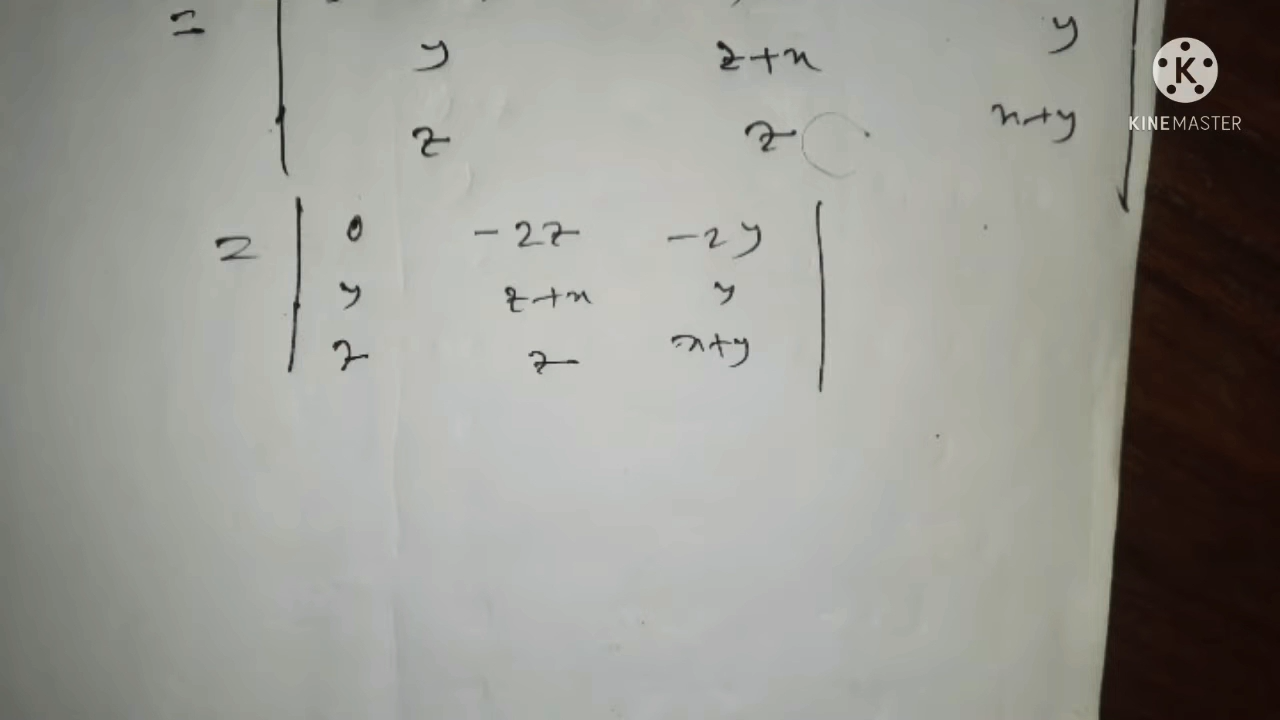 = y
y z+x
z z x+y
K
KINEMASTER
= | 0 -2z -2y |
y z+x y
z z x+y